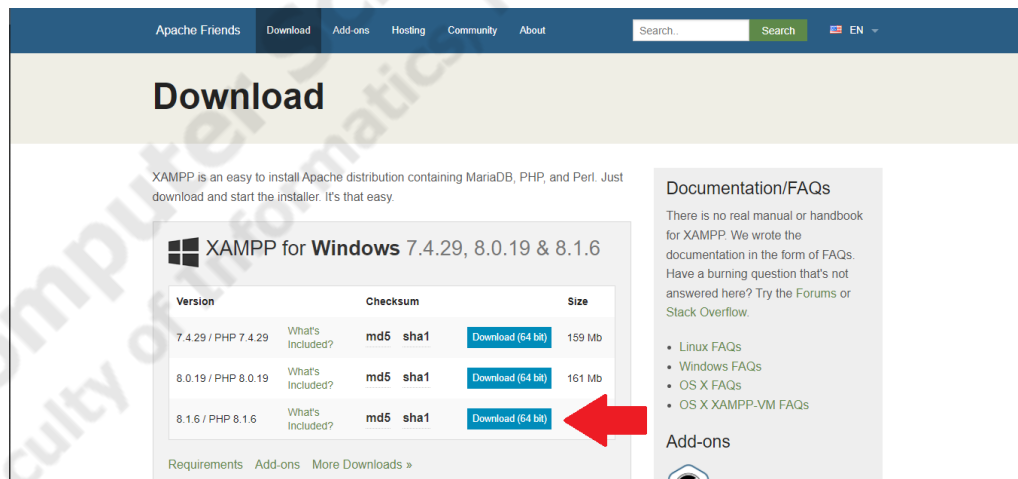 Apache Friends Download Add-ons Hosting Community About Search.. Search EN
Download
XAMPP is an easy to install Apache distribution containing MariaDB, PHP, and Perl. Just
download and start the installer. It's that easy.
XAMPP for Windows 7.4.29, 8.0.19 & 8.1.6
Version Checksum Size
7.4.29 / PHP 7.4.29 What's Included? md5 sha1 Download (64 bit) 159 Mb
8.0.19 / PHP 8.0.19 What's Included? md5 sha1 Download (64 bit) 161 Mb
8.1.6 / PHP 8.1.6 What's Included? md5 sha1 Download (64 bit)
Requirements Add-ons More Downloads »
Documentation/FAQs
There is no real manual or handbook
for XAMPP. We wrote the
documentation in the form of FAQs.
Have a burning question that's not
answered here? Try the Forums or
Stack Overflow.
• Linux FAQs
• Windows FAQs
• OS X FAQs
• OS X XAMPP-VM FAQs
Add-ons